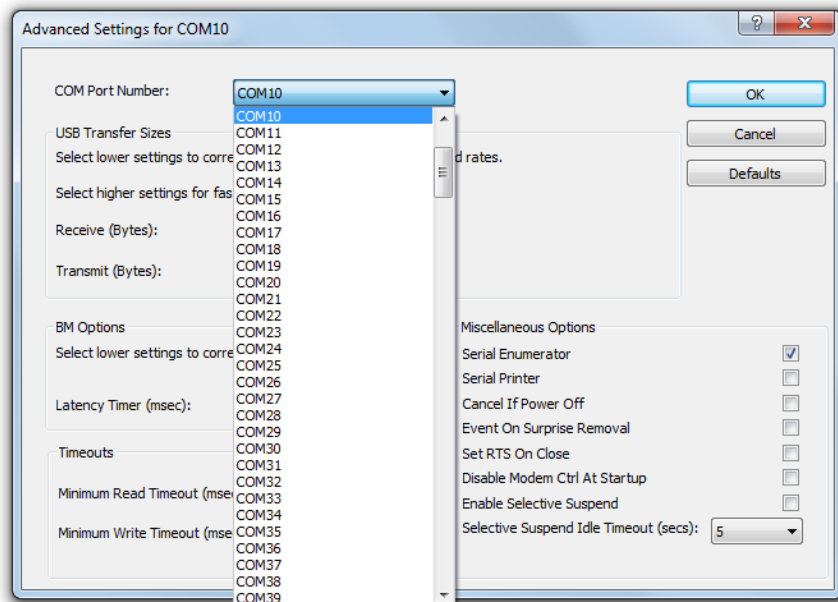 Advanced Settings for COM10
COM Port Number:
COM10
OK
Cancel
Defaults
COM10
COM11
COM12
COM13
COM14
COM15
COM16
COM17
COM18
COM19
COM20
COM21
COM22
COM23
COM24
COM25
COM26
COM27
COM28
COM29
COM30
COM31
COM32
COM33
COM34
COM35
COM36
COM37
COM38
COM39
USB Transfer Sizes
Select lower settings to corre
d rates.
Select higher settings for fas
Receive (Bytes):
Transmit (Bytes):
BM Options
Select lower settings to corre
Latency Timer (msec):
Timeouts
Minimum Read Timeout (msec
Minimum Write Timeout (mse
Miscellaneous Options
Serial Enumerator
Serial Printer
Cancel If Power Off
Event On Surprise Removal
Set RTS On Close
Disable Modem Ctrl At Startup
Enable Selective Suspend
Selective Suspend Idle Timeout (secs): 5